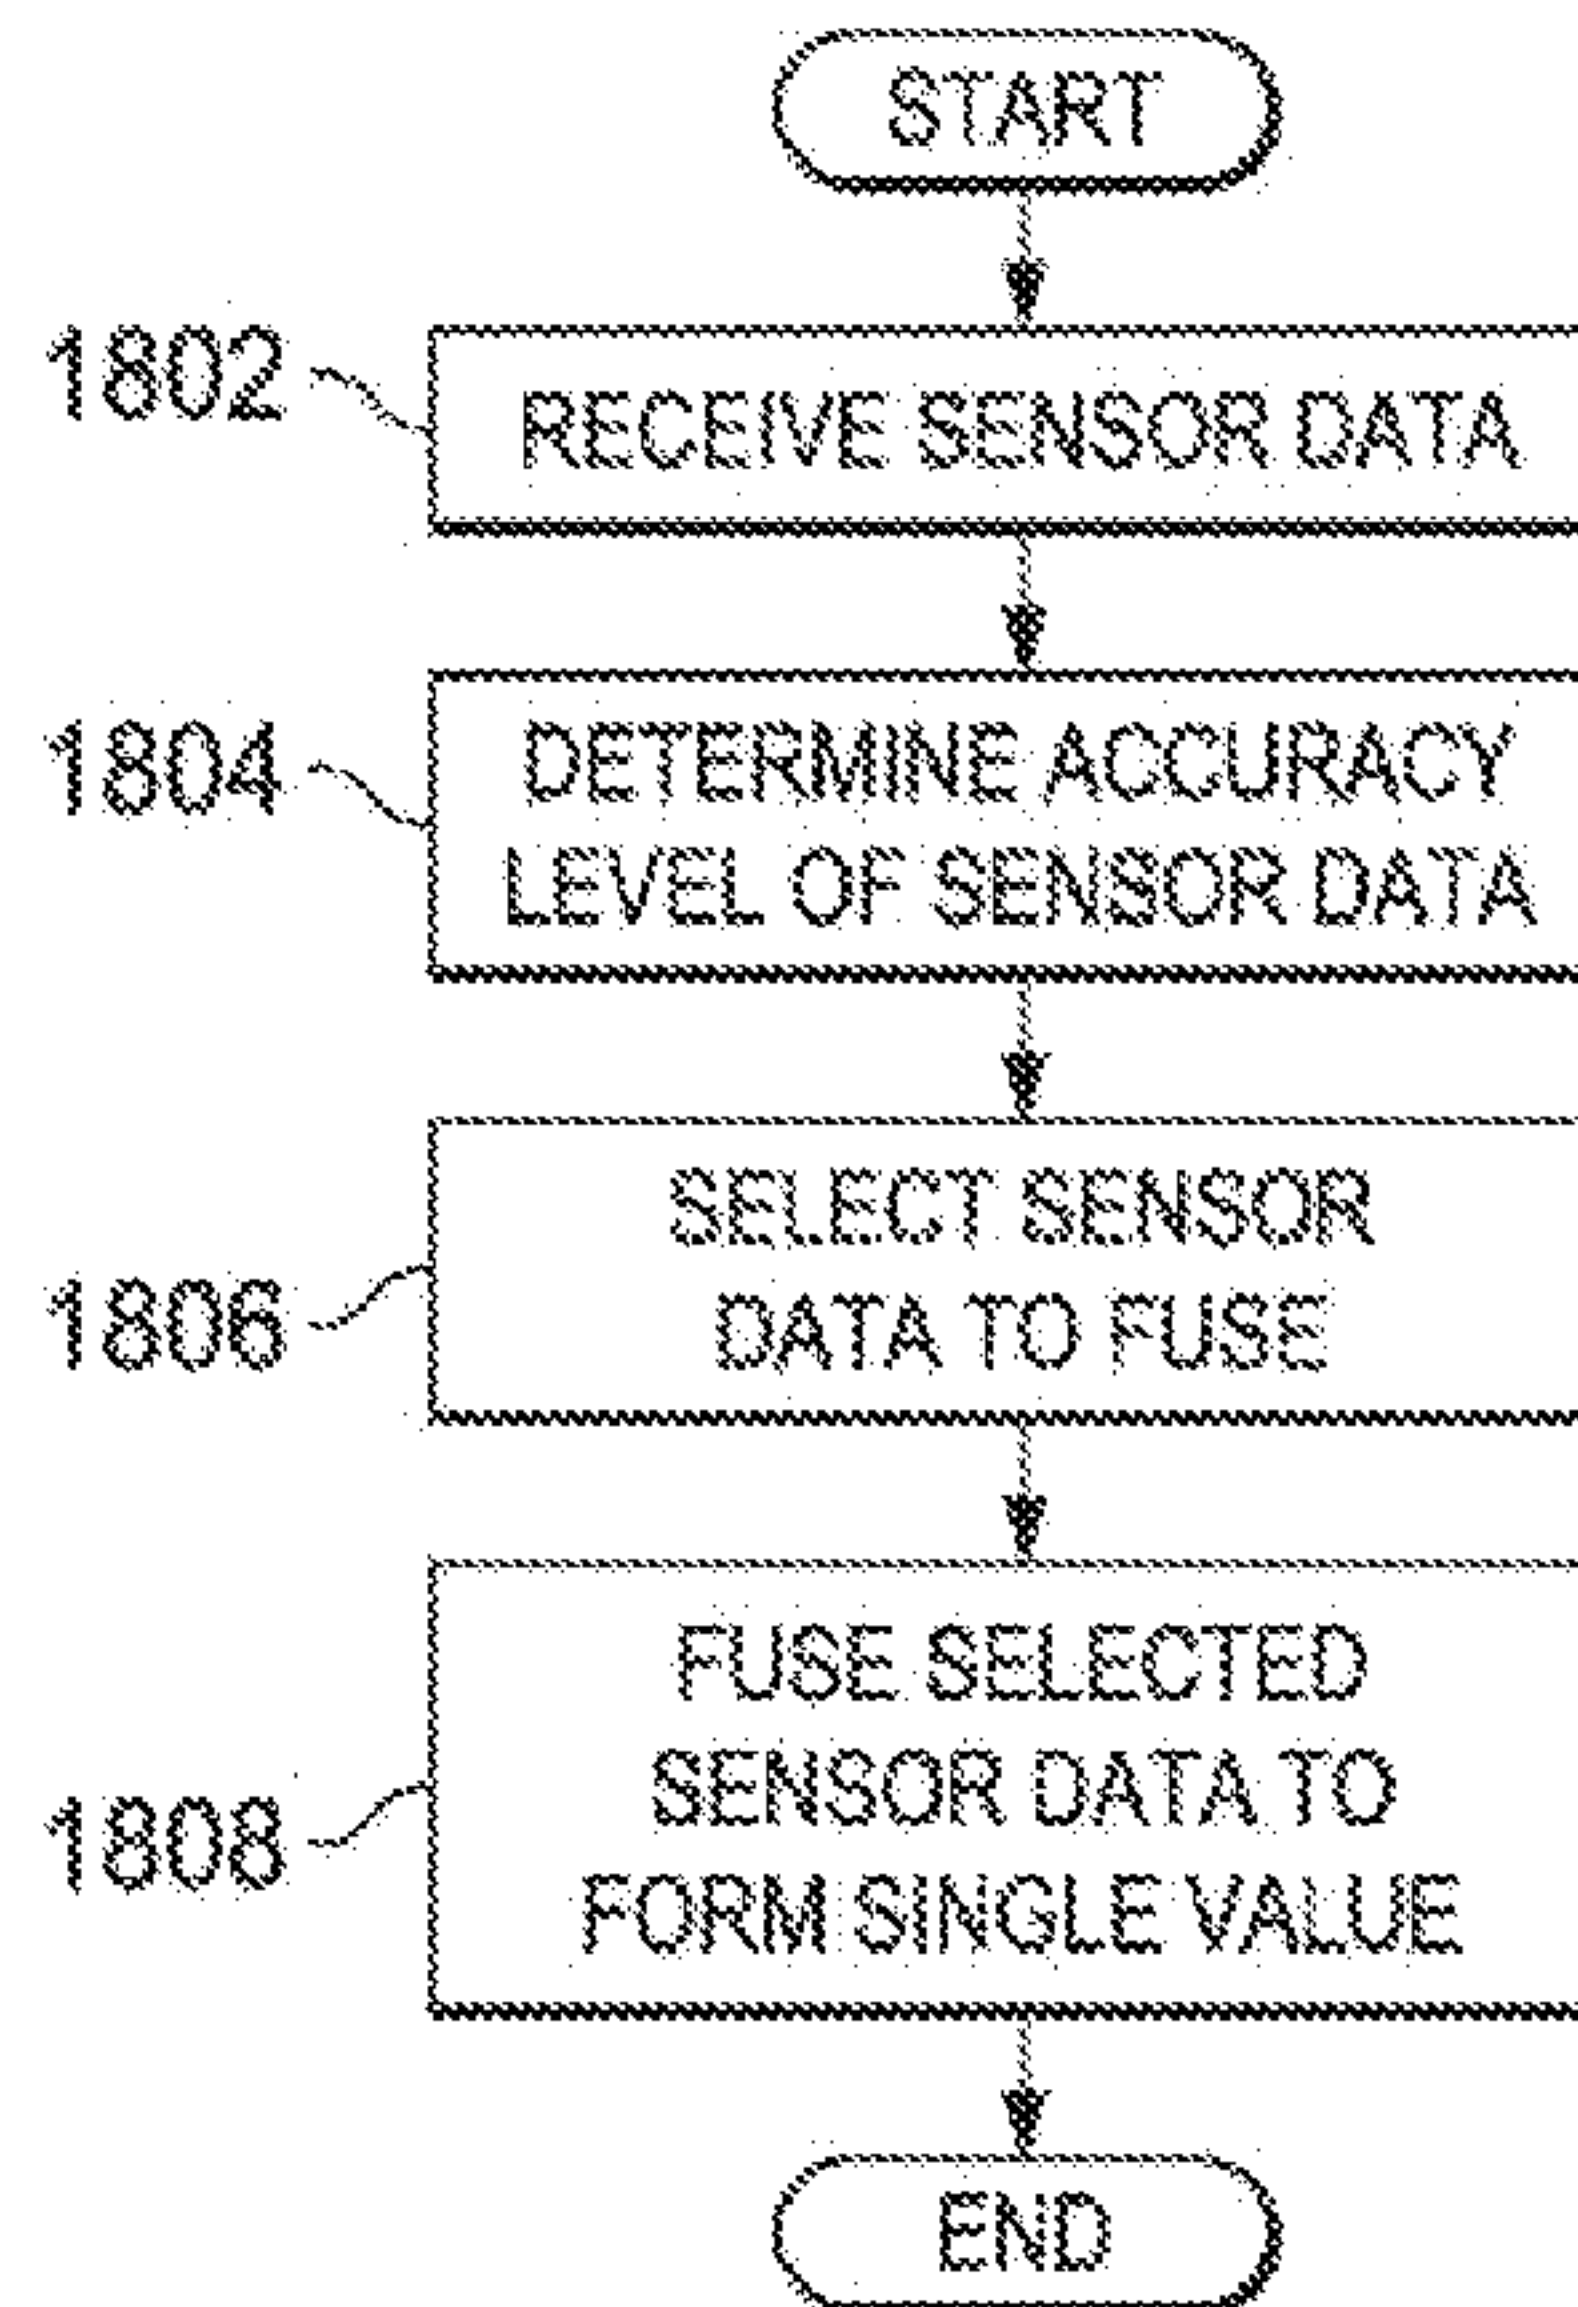 START
1802
RECEIVE SENSOR DATA
1804
DETERMINE ACCURACY
LEVEL OF SENSOR DATA
1806
SELECT SENSOR
DATA TO FUSE
1808
FUSE SELECTED
SENSOR DATA TO
FORM SINGLE VALUE
END